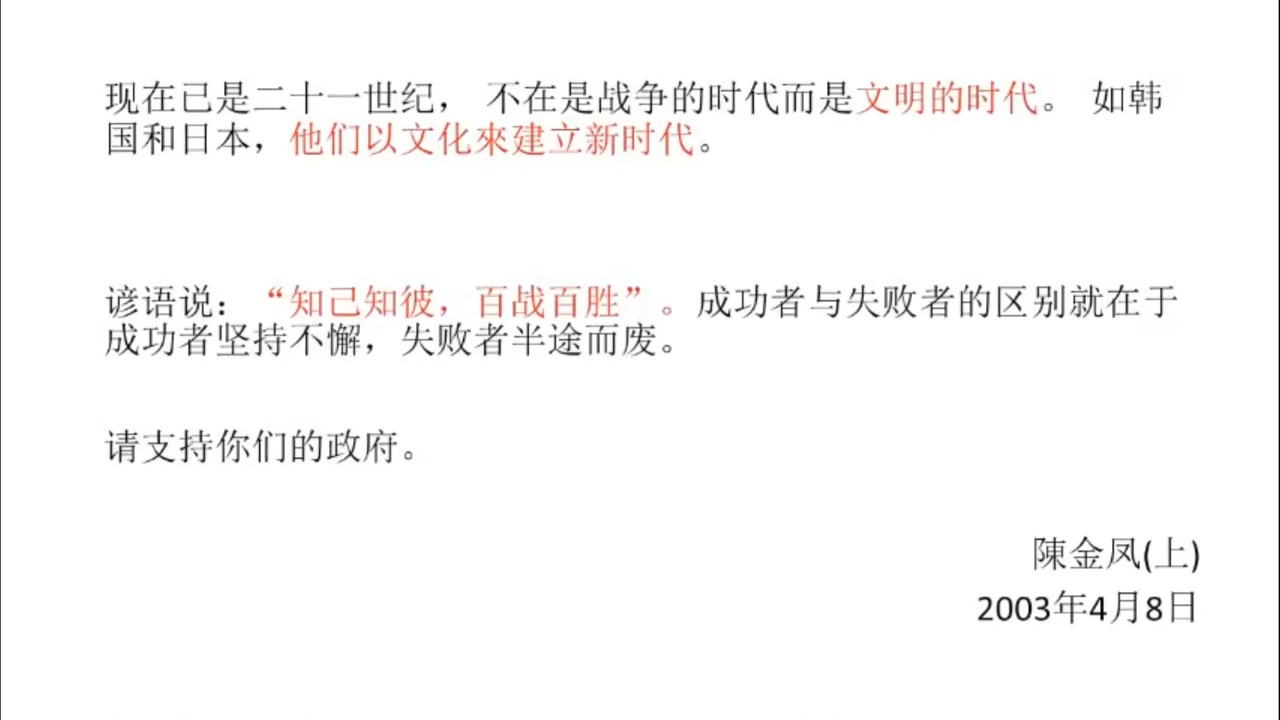 现在已是二十一世纪， 不在是战争的时代而是文明的时代。 如韩
国和日本，他们以文化來建立新时代。
谚语说：“知己知彼，百战百胜”。成功者与失败者的区别就在于
成功者坚持不懈，失败者半途而废。
请支持你们的政府。
陳金凤(上)
2003年4月8日